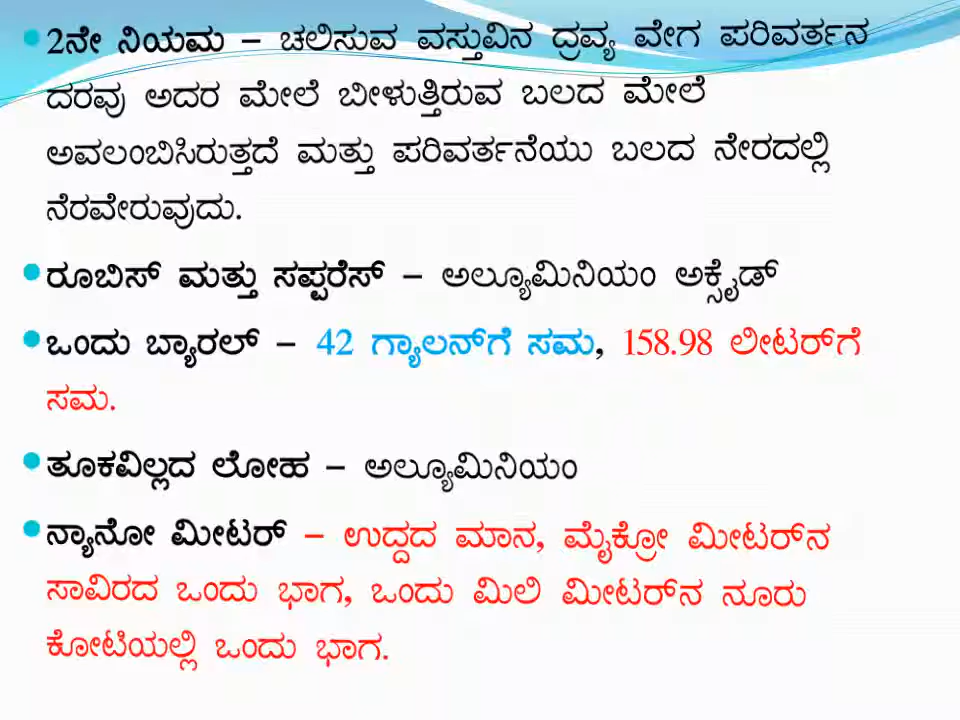 2ನೇ ನಿಯಮ – ಚಲಿಸುವ ವಸ್ತುವಿನ ದ್ರವ್ಯ ವೇಗ ಪರಿವರ್ತನ
ದರವು ಅದರ ಮೇಲೆ ಬೀಳುತ್ತಿರುವ ಬಲದ ಮೇಲೆ
ಅವಲಂಬಿಸಿರುತ್ತದೆ ಮತ್ತು ಪರಿವರ್ತನೆಯು ಬಲದ ನೇರದಲ್ಲಿ
ನೆರವೇರುವುದು.
ರೂಬಿಸ್ ಮತ್ತು ಸಪ್ಪರೆಸ್ – ಅಲ್ಯೂಮಿನಿಯಂ ಅಕ್ಸೈಡ್
ಒಂದು ಬ್ಯಾರಲ್ – 42 ಗ್ಯಾಲನ್‌ಗೆ ಸಮ, 158.98 ಲೀಟರ್‌ಗೆ
ಸಮ.
ತೂಕವಿಲ್ಲದ ಲೋಹ – ಅಲ್ಯೂಮಿನಿಯಂ
ನ್ಯಾನೋ ಮೀಟರ್ – ಉದ್ದದ ಮಾನ, ಮೈಕ್ರೋ ಮೀಟರ್‌ನ
ಸಾವಿರದ ಒಂದು ಭಾಗ, ಒಂದು ಮಿಲಿ ಮೀಟರ್‌ನ ನೂರು
ಕೋಟಿಯಲ್ಲಿ ಒಂದು ಭಾಗ.